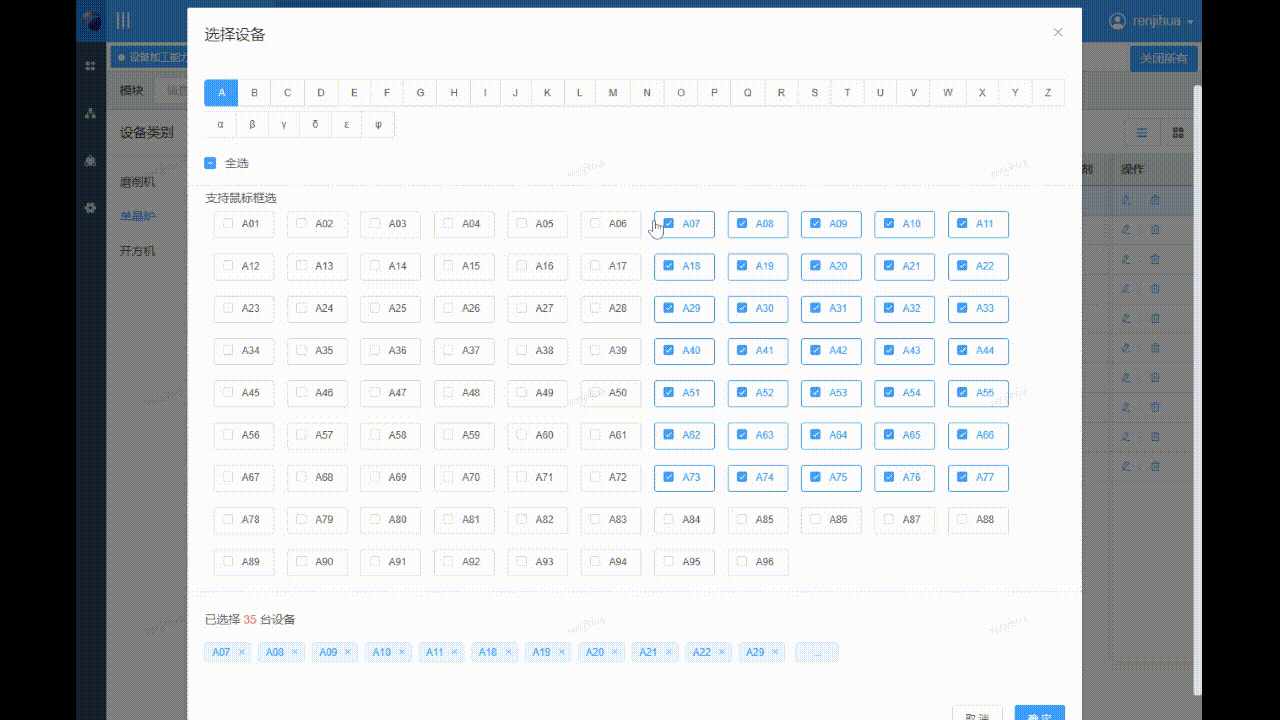 选择设备
renjihua
设备加工能力
关闭所有
模块
A B C D E F G H I J K L M N O P Q R S T U V W X Y Z
α β γ δ ε φ
设备类别
全选
操作
支持鼠标框选
磨削机
单晶炉
开方机
A01 A02 A03 A04 A05 A06 A07 A08 A09 A10 A11
A12 A13 A14 A15 A16 A17 A18 A19 A20 A21 A22
A23 A24 A25 A26 A27 A28 A29 A30 A31 A32 A33
A34 A35 A36 A37 A38 A39 A40 A41 A42 A43 A44
A45 A46 A47 A48 A49 A50 A51 A52 A53 A54 A55
A56 A57 A58 A59 A60 A61 A62 A63 A64 A65 A66
A67 A68 A69 A70 A71 A72 A73 A74 A75 A76 A77
A78 A79 A80 A81 A82 A83 A84 A85 A86 A87 A88
A89 A90 A91 A92 A93 A94 A95 A96
已选择 35 台设备
A07 × A08 × A09 × A10 × A11 × A18 × A19 × A20 × A21 × A22 × A29 × ...
取消 确定